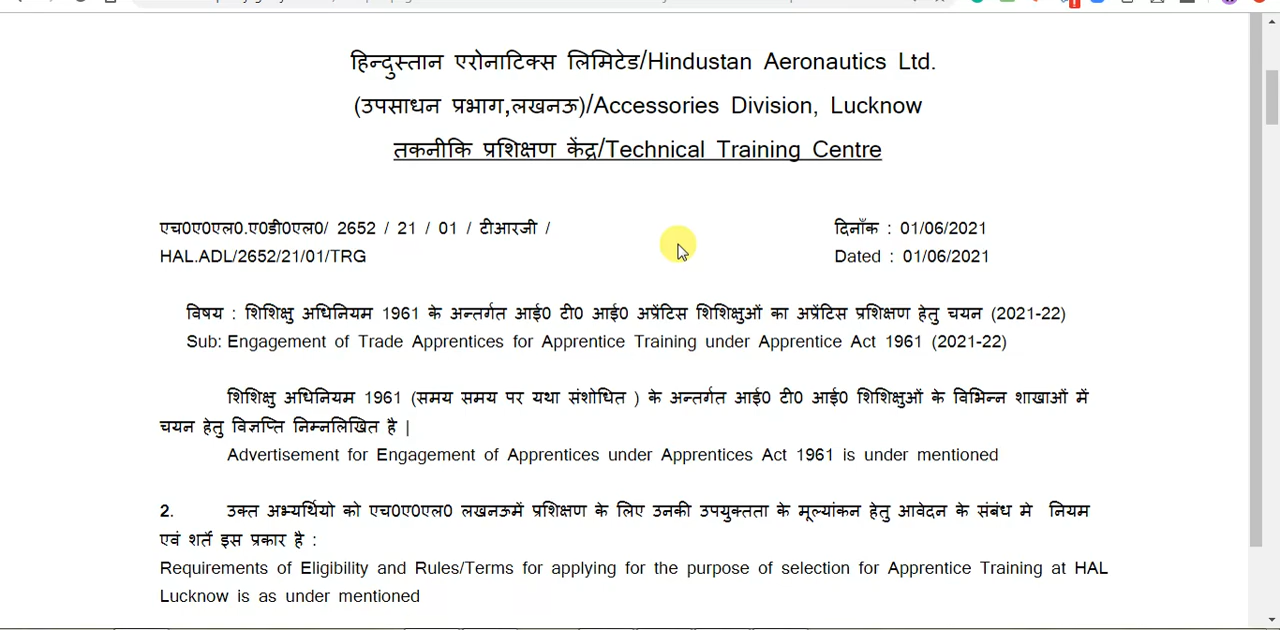 हिन्दुस्तान एरोनाटिक्स लिमिटेड/Hindustan Aeronautics Ltd.
(उपसाधन प्रभाग,लखनऊ)/Accessories Division, Lucknow
तकनीकि प्रशिक्षण केंद्र/Technical Training Centre
एच0ए0एल0.ए0डी0एल0/ 2652 / 21 / 01 / टीआरजी /
दिनाँक : 01/06/2021
HAL.ADL/2652/21/01/TRG
Dated : 01/06/2021
विषय : शिशिक्षु अधिनियम 1961 के अन्तर्गत आई0 टी0 आई0 अप्रेंटिस शिशिक्षुओं का अप्रेंटिस प्रशिक्षण हेतु चयन (2021-22)
Sub: Engagement of Trade Apprentices for Apprentice Training under Apprentice Act 1961 (2021-22)
शिशिक्षु अधिनियम 1961 (समय समय पर यथा संशोधित ) के अन्तर्गत आई0 टी0 आई0 शिशिक्षुओं के विभिन्न शाखाओं में
चयन हेतु विज्ञप्ति निम्नलिखित है |
Advertisement for Engagement of Apprentices under Apprentices Act 1961 is under mentioned
2. उक्त अभ्यर्थियो को एच0ए0एल0 लखनऊमें प्रशिक्षण के लिए उनकी उपयुक्तता के मूल्यांकन हेतु आवेदन के संबंध मे नियम
एवं शर्तें इस प्रकार है :
Requirements of Eligibility and Rules/Terms for applying for the purpose of selection for Apprentice Training at HAL
Lucknow is as under mentioned